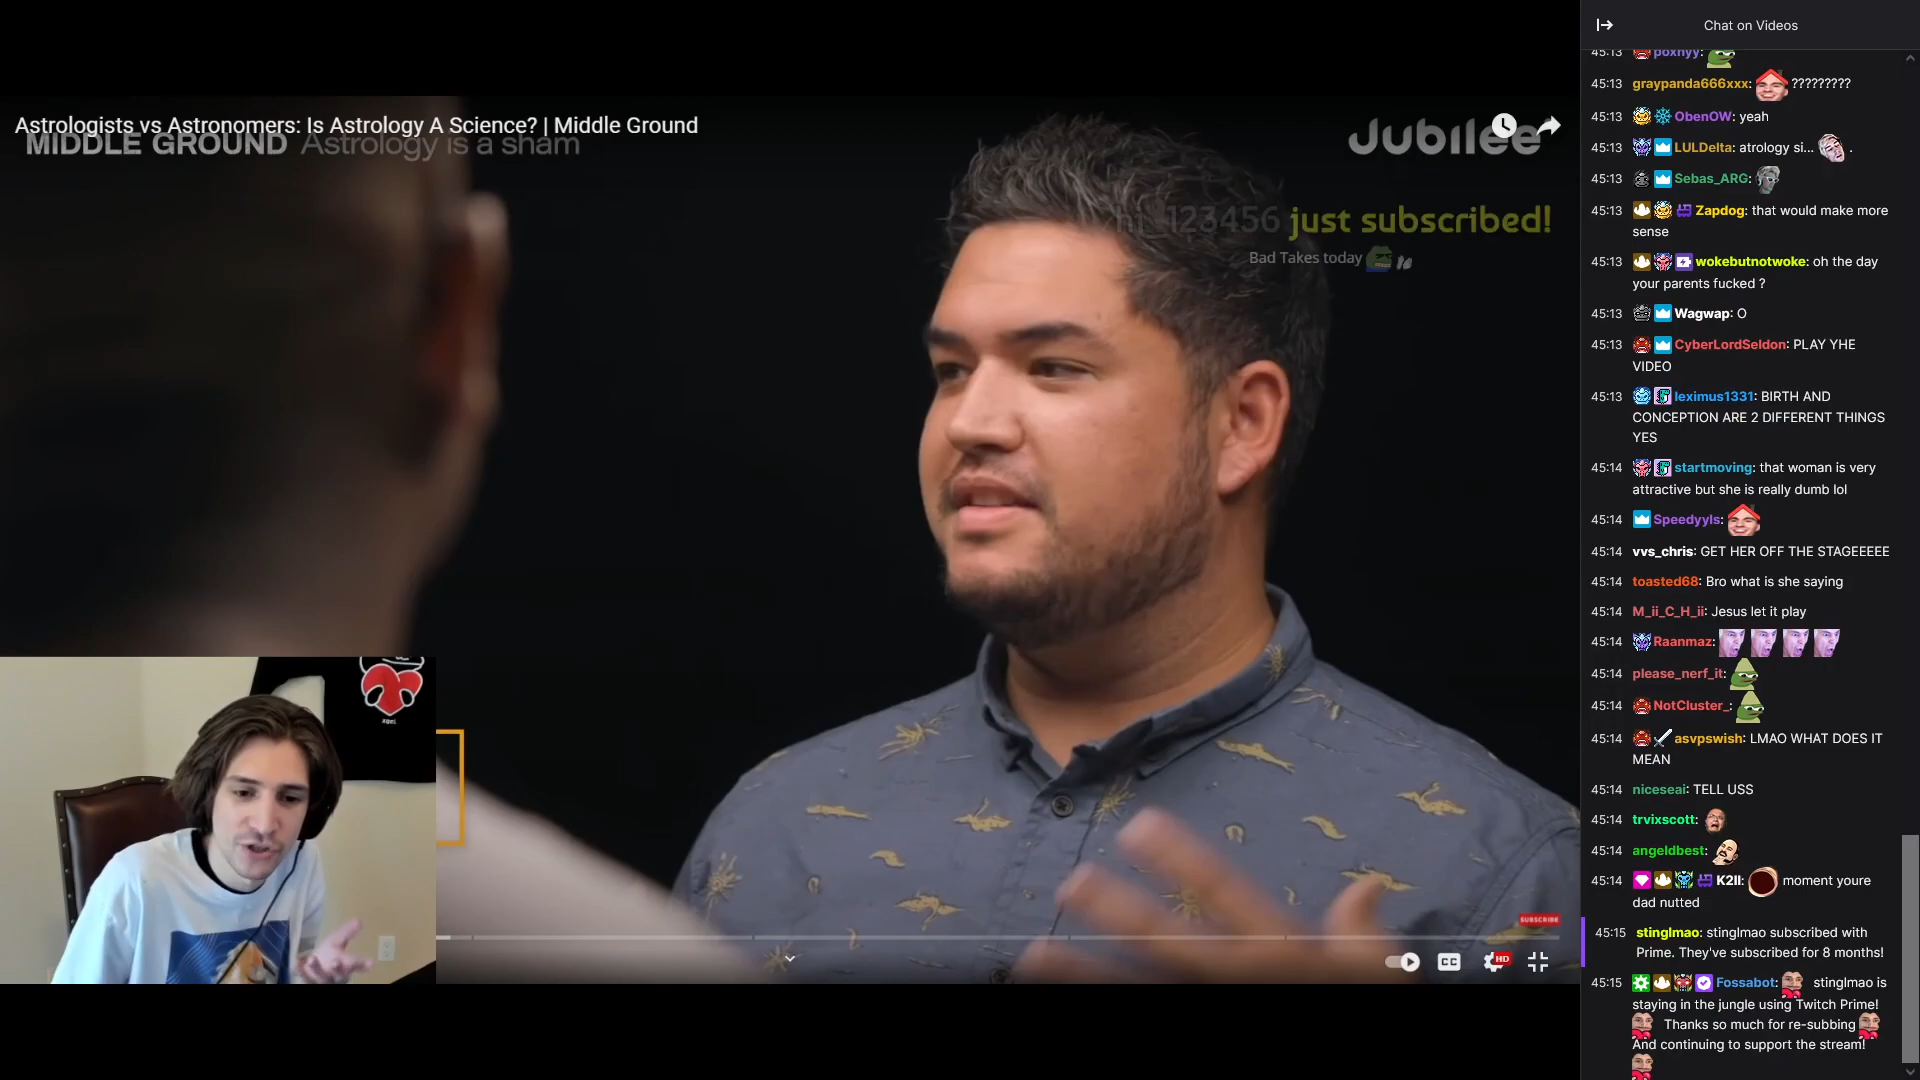 Astrologists vs Astronomers: Is Astrology A Science? | Middle Ground
MIDDLE GROUND Astrology is a sham
Jubilee
hi_123456 just subscribed!
Bad Takes today
SUBSCRIBE
CC
HD
Chat on Videos
45:13 poxnyy:
45:13 graypanda666xxx: ?????????
45:13 ObenOW: yeah
45:13 LULDelta: atrology si... .
45:13 Sebas_ARG:
45:13 Zapdog: that would make more
sense
45:13 wokebutnotwoke: oh the day
your parents fucked ?
45:13 Wagwap: O
45:13 CyberLordSeldon: PLAY YHE
VIDEO
45:13 leximus1331: BIRTH AND
CONCEPTION ARE 2 DIFFERENT THINGS
YES
45:14 startmoving: that woman is very
attractive but she is really dumb lol
45:14 Speedyyls:
45:14 vvs_chris: GET HER OFF THE STAGEEEEE
45:14 toasted68: Bro what is she saying
45:14 M_ii_C_H_ii: Jesus let it play
45:14 Raanmaz:
45:14 please_nerf_it:
45:14 NotCluster_:
45:14 asvpswish: LMAO WHAT DOES IT
MEAN
45:14 niceseai: TELL USS
45:14 trvixscott:
45:14 angeldbest:
45:14 K2ll: moment youre
dad nutted
45:15 stinglmao: stinglmao subscribed with
Prime. They've subscribed for 8 months!
45:15 Fossabot: stinglmao is
staying in the jungle using Twitch Prime!
Thanks so much for re-subbing
And continuing to support the stream!